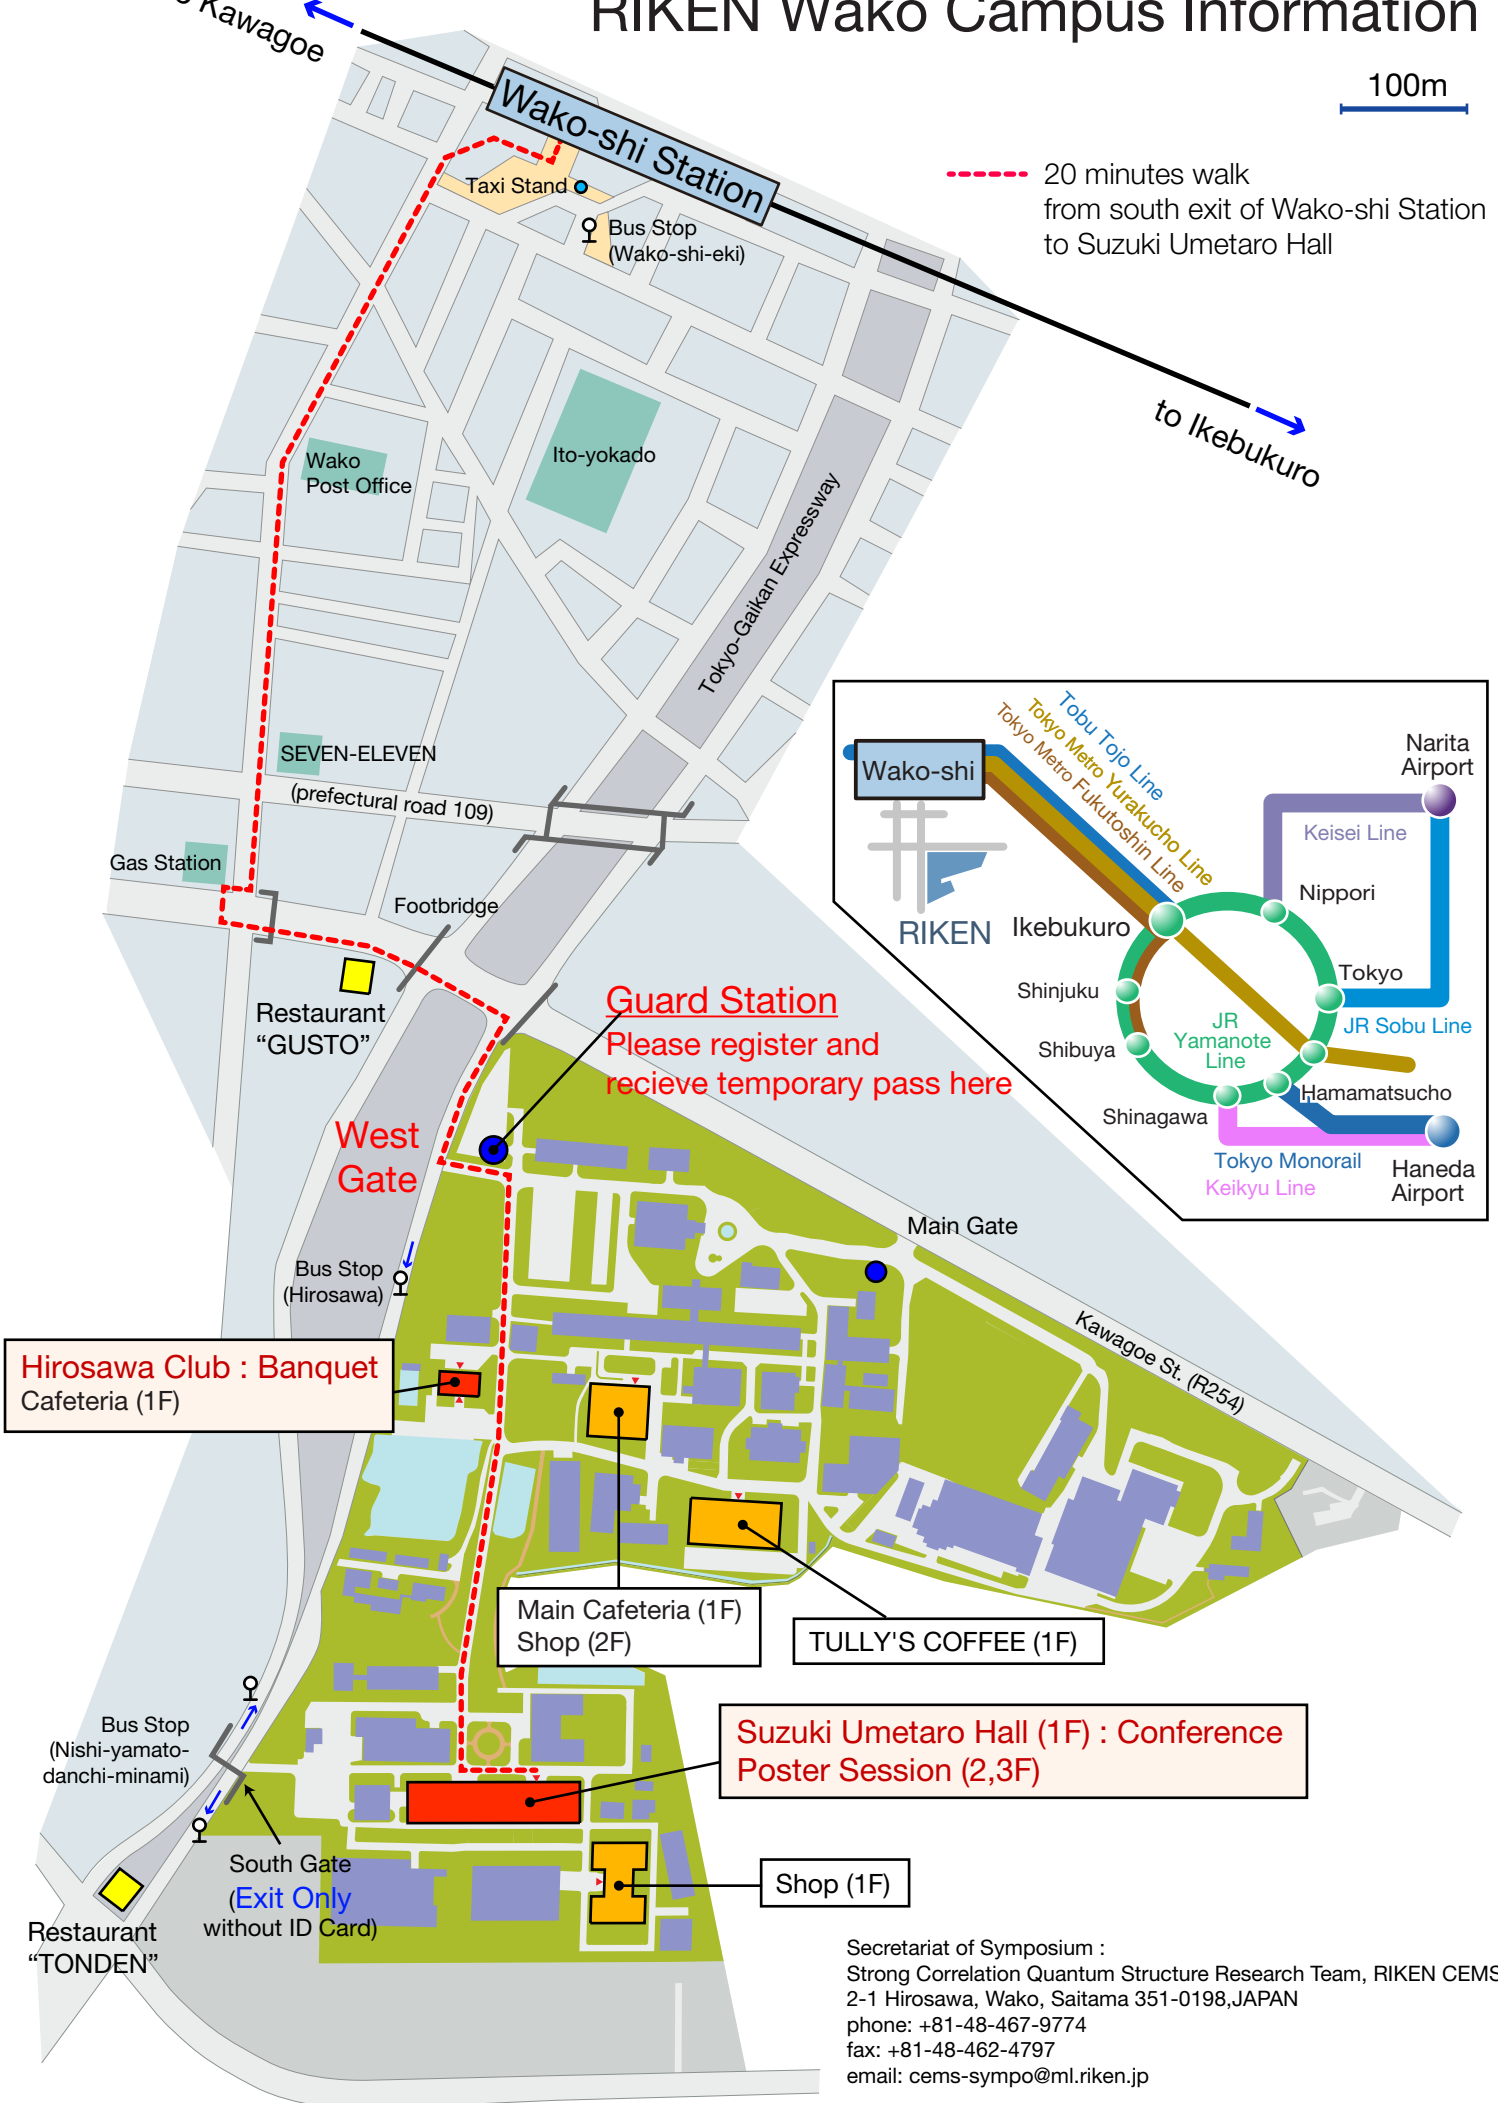 RIKEN Wako Campus Information
Kawagoe
Wako-shi Station
100m
20 minutes walk
from south exit of Wako-shi Station
to Suzuki Umetaro Hall
Taxi Stand
Bus Stop
(Wako-shi-eki)
to Ikebukuro
Wako
Post Office
Ito-yokado
Tokyo-Gaikan Expressway
SEVEN-ELEVEN
(prefectural road 109)
Gas Station
Footbridge
Restaurant
“GUSTO”
Guard Station
Please register and
recieve temporary pass here
West
Gate
Wako-shi
RIKEN
Tobu Tojo Line
Tokyo Metro Yurakucho Line
Tokyo Metro Fukutoshin Line
Narita
Airport
Keisei Line
Nippori
Ikebukuro
Tokyo
Shinjuku
JR Sobu Line
JR
Yamanote
Line
Shibuya
Hamamatsucho
Shinagawa
Tokyo Monorail
Keikyu Line
Haneda
Airport
Main Gate
Bus Stop
(Hirosawa)
Kawagoe St. (R254)
Hirosawa Club : Banquet
Cafeteria (1F)
Main Cafeteria (1F)
Shop (2F)
TULLY'S COFFEE (1F)
Bus Stop
(Nishi-yamato-
danchi-minami)
Suzuki Umetaro Hall (1F) : Conference
Poster Session (2,3F)
South Gate
(Exit Only
without ID Card)
Shop (1F)
Restaurant
“TONDEN”
Secretariat of Symposium :
Strong Correlation Quantum Structure Research Team, RIKEN CEMS
2-1 Hirosawa, Wako, Saitama 351-0198,JAPAN
phone: +81-48-467-9774
fax: +81-48-462-4797
email: cems-sympo@ml.riken.jp